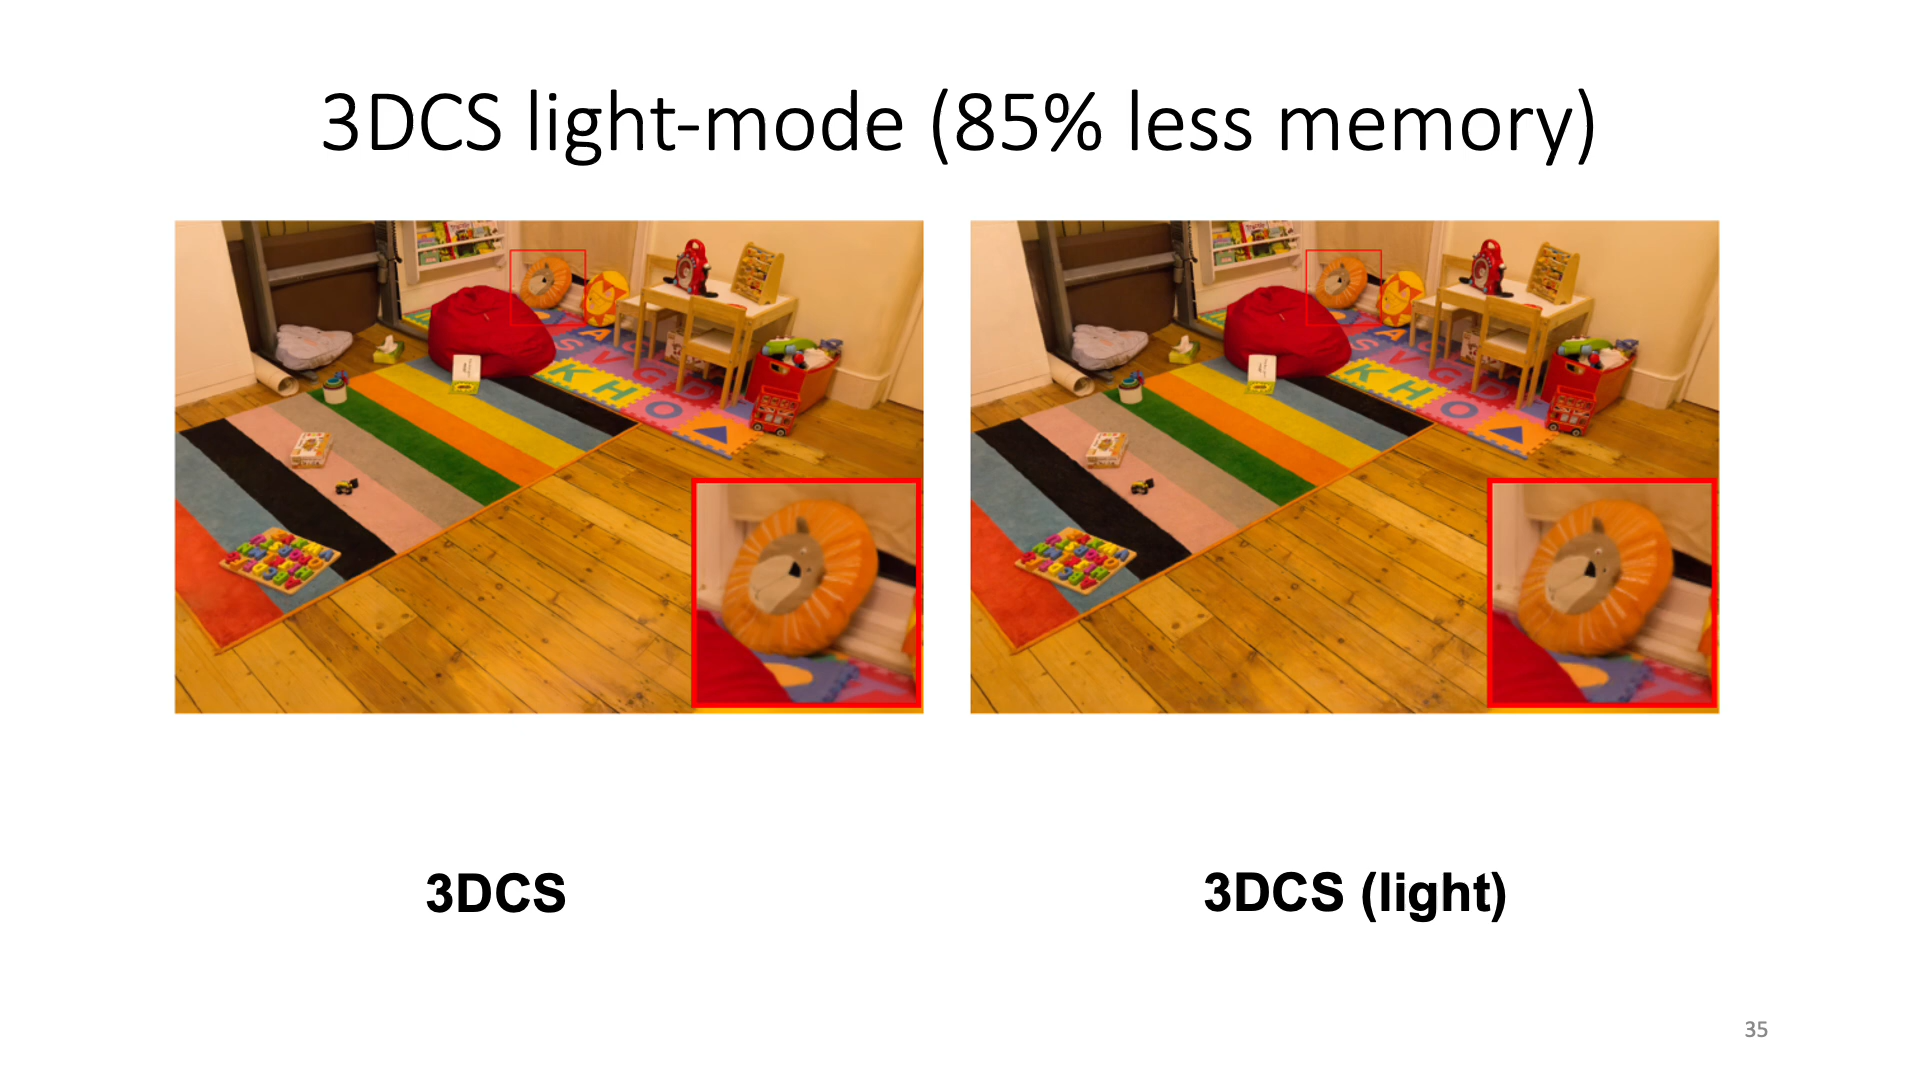 3DCS light-mode (85% less memory)
A
S
V
G
D
K H O
3DCS
A
S
V
G
D
K H O
3DCS (light)
35